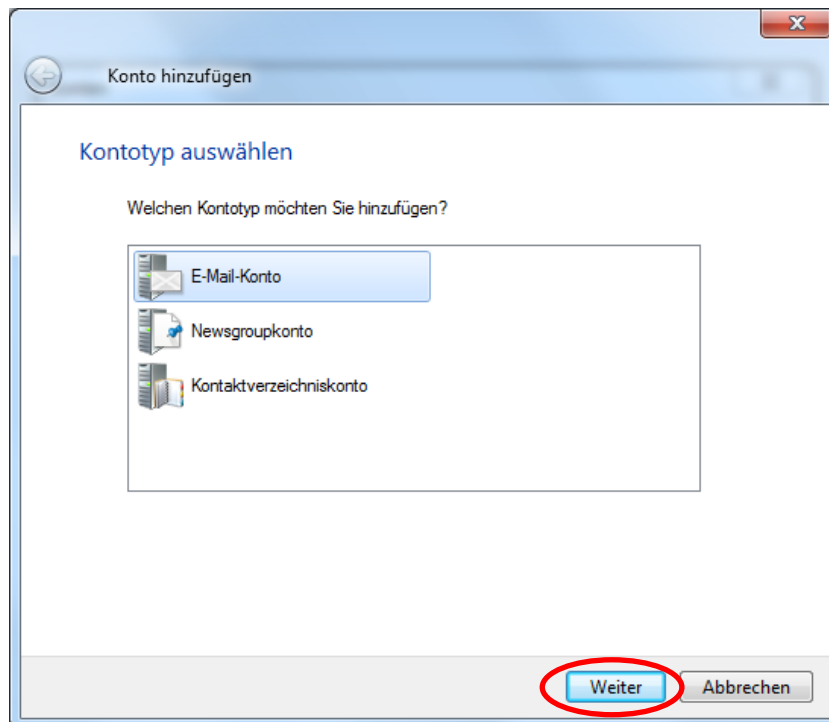 Konto hinzufügen
Kontotyp auswählen
Welchen Kontotyp möchten Sie hinzufügen?
E-Mail-Konto
Newsgroupkonto
Kontaktverzeichniskonto
Weiter
Abbrechen